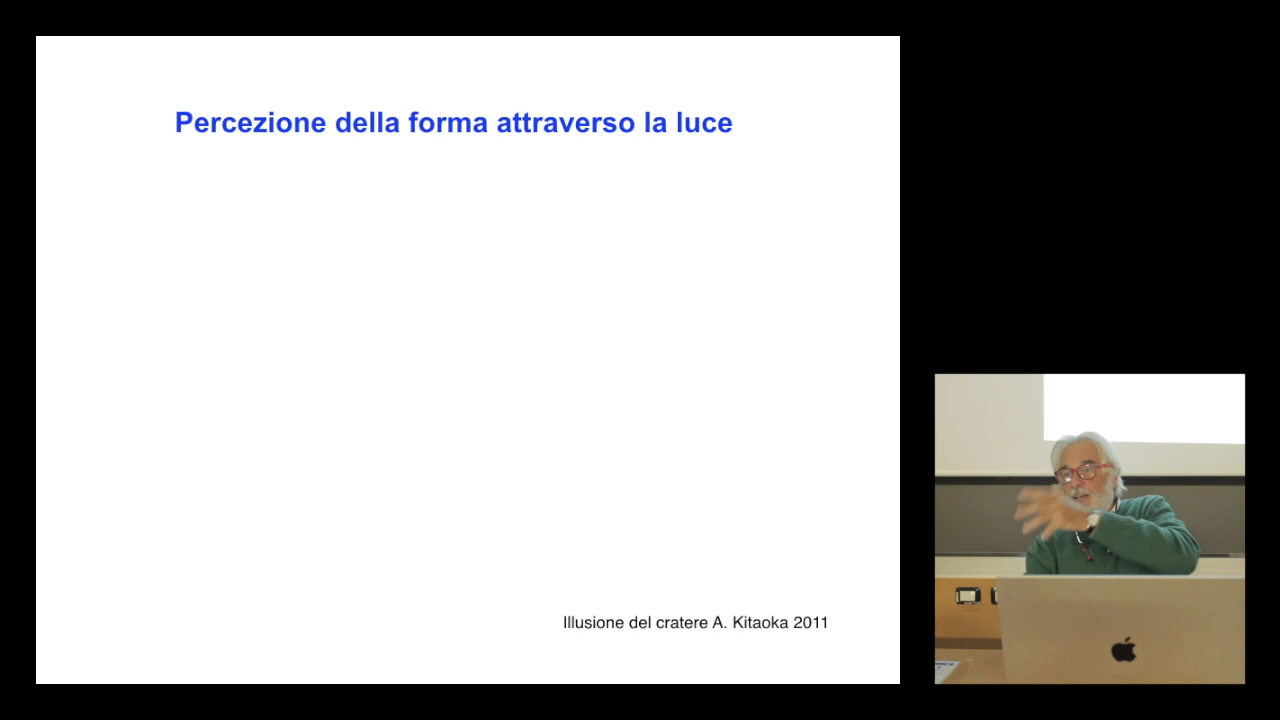 Percezione della forma attraverso la luce
Illusione del cratere A. Kitaoka 2011